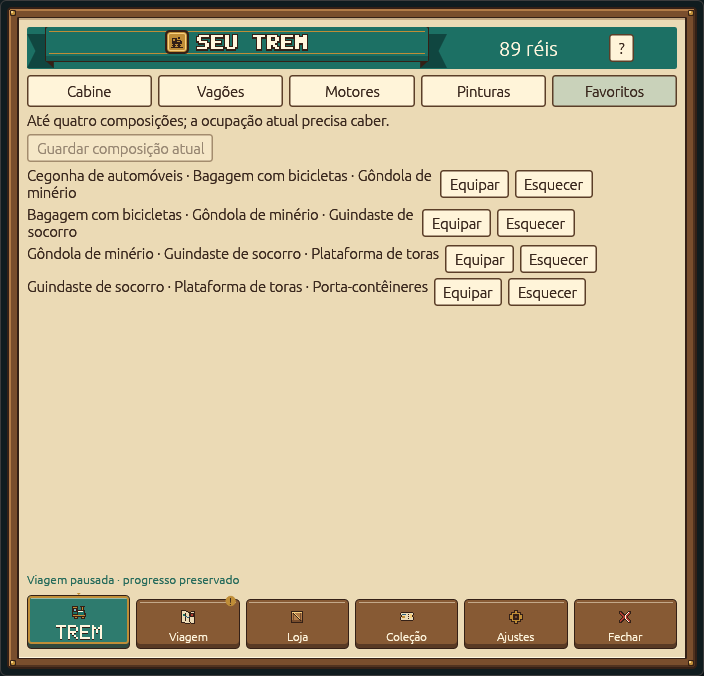 SEU TREM
89 réis
?
Cabine
Vagões
Motores
Pinturas
Favoritos
Até quatro composições; a ocupação atual precisa caber.
Guardar composição atual
Cegonha de automóveis · Bagagem com bicicletas · Gôndola de
minério
Equipar
Esquecer
Bagagem com bicicletas · Gôndola de minério · Guindaste de
socorro
Equipar
Esquecer
Gôndola de minério · Guindaste de socorro · Plataforma de toras
Equipar
Esquecer
Guindaste de socorro · Plataforma de toras · Porta-contêineres
Equipar
Esquecer
Viagem pausada · progresso preservado
TREM
!
Viagem
Loja
Coleção
Ajustes
Fechar